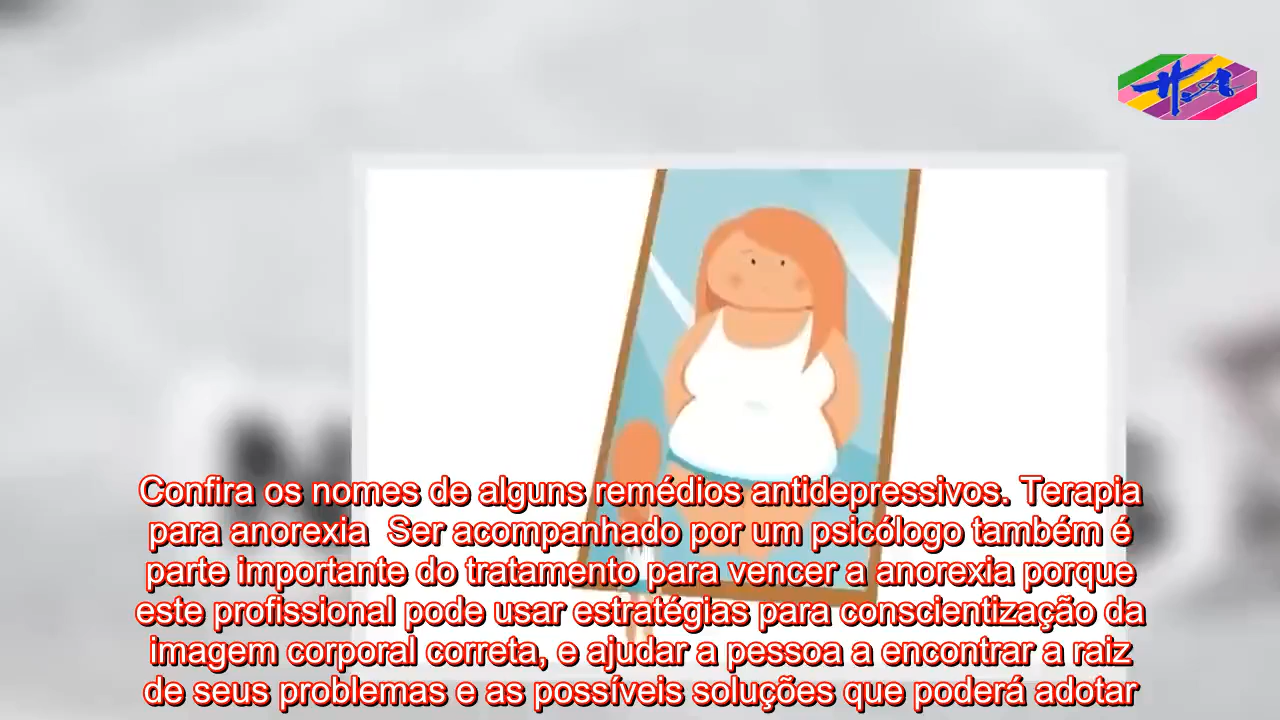 H.A
Confira os nomes de alguns remédios antidepressivos. Terapia
para anorexia  Ser acompanhado por um psicólogo também é
parte importante do tratamento para vencer a anorexia porque
este profissional pode usar estratégias para conscientização da
imagem corporal correta, e ajudar a pessoa a encontrar a raiz
de seus problemas e as possíveis soluções que poderá adotar